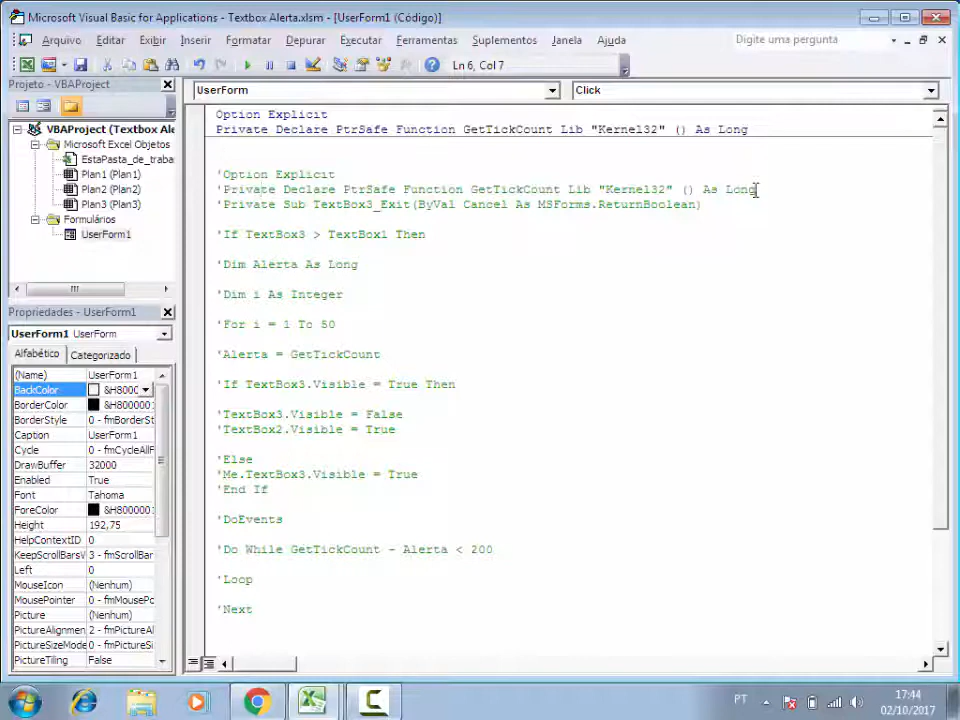 Microsoft Visual Basic for Applications - Textbox Alerta.xlsm - [UserForm1 (Código)]
Arquivo Editar Exibir Inserir Formatar Depurar Executar Ferramentas Suplementos Janela Ajuda
Digite uma pergunta
Ln 6, Col 7
Projeto - VBAProject
VBAProject (Textbox Ale
Microsoft Excel Objetos
EstaPasta_de_traba
Plan1 (Plan1)
Plan2 (Plan2)
Plan3 (Plan3)
Formulários
UserForm1
Propriedades - UserForm1
UserForm1 UserForm
Alfabético Categorizado
(Name) UserForm1
BackColor &H800C
BorderColor &H800001
BorderStyle 0 - fmBorderSt
Caption UserForm1
Cycle 0 - fmCycleAllF
DrawBuffer 32000
Enabled True
Font Tahoma
ForeColor &H800001
Height 192,75
HelpContextID 0
KeepScrollBarsV 3 - fmScrollBar
Left 0
MouseIcon (Nenhum)
MousePointer 0 - fmMousePc
Picture (Nenhum)
PictureAlignmen 2 - fmPictureAl
PictureSizeMode 0 - fmPictureSi
PictureTiling False
UserForm
Click
Option Explicit
Private Declare PtrSafe Function GetTickCount Lib "Kernel32" () As Long
'Option Explicit
'Private Declare PtrSafe Function GetTickCount Lib "Kernel32" () As Long
'Private Sub TextBox3_Exit(ByVal Cancel As MSForms.ReturnBoolean)
'If TextBox3 > TextBox1 Then
'Dim Alerta As Long
'Dim i As Integer
'For i = 1 To 50
'Alerta = GetTickCount
'If TextBox3.Visible = True Then
'TextBox3.Visible = False
'TextBox2.Visible = True
'Else
'Me.TextBox3.Visible = True
'End If
'DoEvents
'Do While GetTickCount - Alerta < 200
'Loop
'Next
PT
17:44
02/10/2017